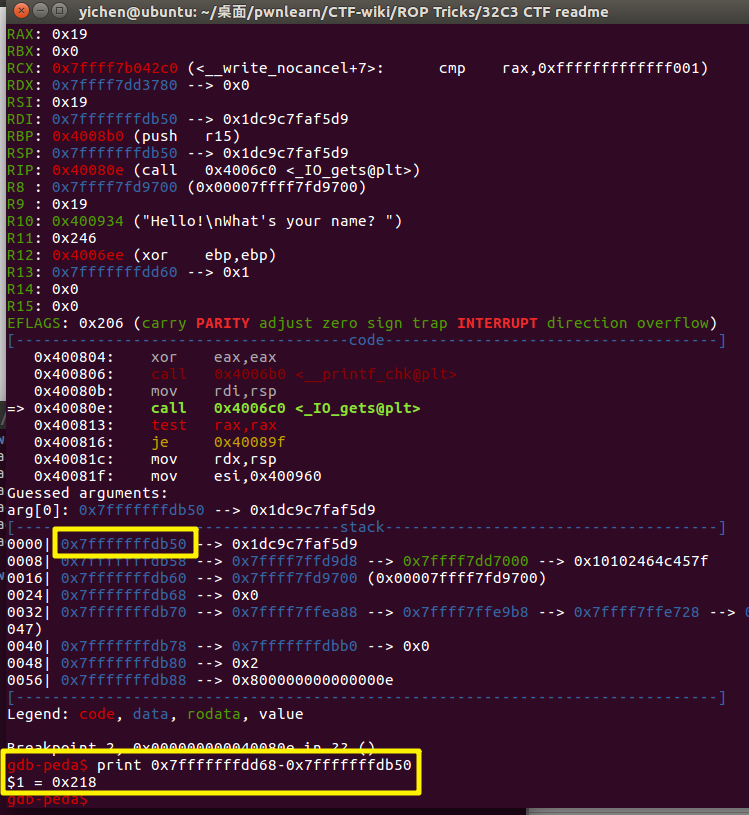 yichen@ubuntu: ~/桌面/pwnlearn/CTF-wiki/ROP Tricks/32C3 CTF readme
RAX: 0x19
RBX: 0x0
RCX: 0x7ffff7b042c0 (<__write_nocancel+7>: cmp rax,0xfffffffffffff001)
RDX: 0x7ffff7dd3780 --> 0x0
RSI: 0x19
RDI: 0x7fffffffdb50 --> 0x1dc9c7faf5d9
RBP: 0x4008b0 (push r15)
RSP: 0x7fffffffdb50 --> 0x1dc9c7faf5d9
RIP: 0x40080e (call 0x4006c0 <_IO_gets@plt>)
R8 : 0x7ffff7fd9700 (0x00007ffff7fd9700)
R9 : 0x19
R10: 0x400934 ("Hello!\nWhat's your name? ")
R11: 0x246
R12: 0x4006ee (xor ebp,ebp)
R13: 0x7fffffffdd60 --> 0x1
R14: 0x0
R15: 0x0
EFLAGS: 0x206 (carry PARITY adjust zero sign trap INTERRUPT direction overflow)
[-------------------------------------code-------------------------------------]
0x400804: xor eax,eax
0x400806: call 0x4006b0 <__printf_chk@plt>
0x40080b: mov rdi,rsp
=> 0x40080e: call 0x4006c0 <_IO_gets@plt>
0x400813: test rax,rax
0x400816: je 0x40089f
0x40081c: mov rdx,rsp
0x40081f: mov esi,0x400960
Guessed arguments:
arg[0]: 0x7fffffffdb50 --> 0x1dc9c7faf5d9
[------------------------------------stack-------------------------------------]
0000| 0x7fffffffdb50 --> 0x1dc9c7faf5d9
0008| 0x7fffffffdb58 --> 0x7ffff7ffd9d8 --> 0x7ffff7dd7000 --> 0x10102464c457f
0016| 0x7fffffffdb60 --> 0x7ffff7fd9700 (0x00007ffff7fd9700)
0024| 0x7fffffffdb68 --> 0x0
0032| 0x7fffffffdb70 --> 0x7ffff7ffea88 --> 0x7ffff7ffe9b8 --> 0x7ffff7ffe728 -->
047)
0040| 0x7fffffffdb78 --> 0x7fffffffdbb0 --> 0x0
0048| 0x7fffffffdb80 --> 0x2
0056| 0x7fffffffdb88 --> 0x800000000000000e
[------------------------------------------------------------------------------]
Legend: code, data, rodata, value
Breakpoint 2, 0x000000000040080e in ?? ()
gdb-peda$ print 0x7fffffffdd68-0x7fffffffdb50
$1 = 0x218
gdb-peda$